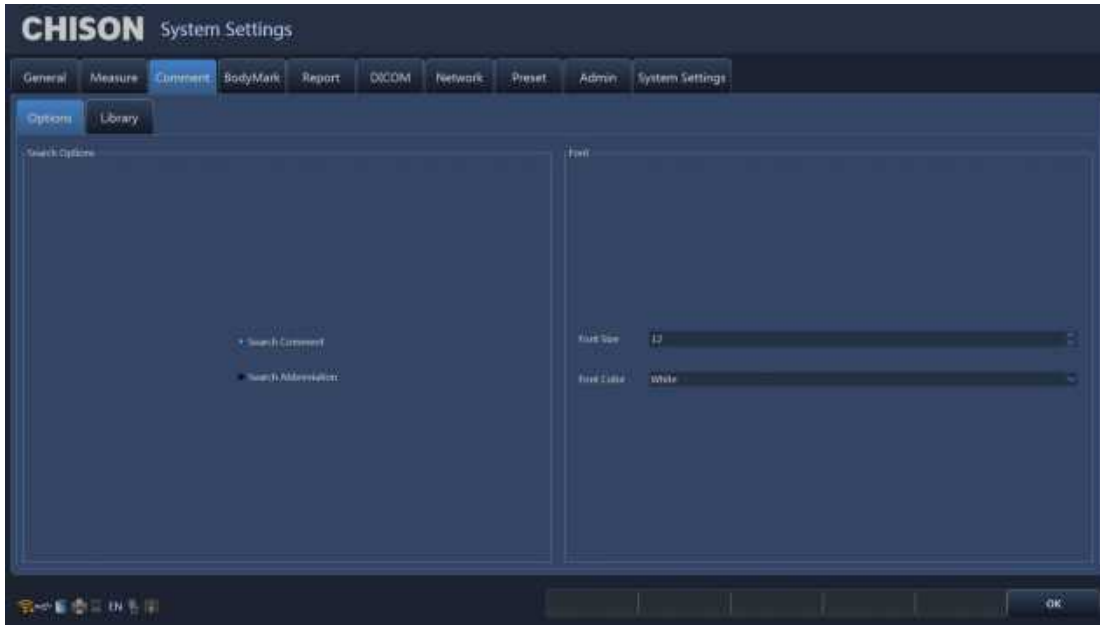 CHISON System Settings
General Measure Comment BodyMark Report DICOM Network Preset Admin System Settings
Options Library
Search Options
Font
Search Comment
Font Size 12
Search Abbreviation
Font Color White
EN
OK